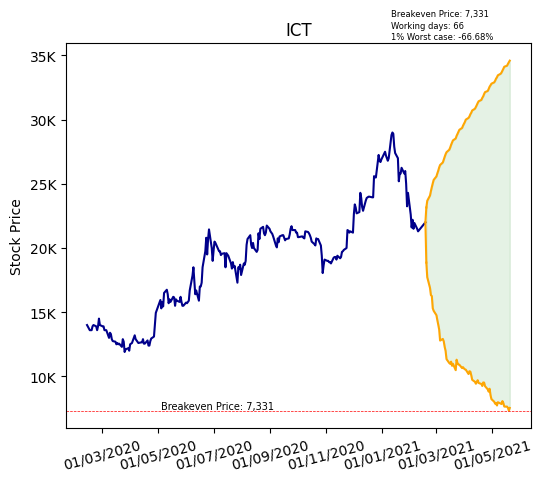 Breakeven Price: 7,331
Working days: 66
1% Worst case: -66.68%
ICT
Stock Price
35K
30K
25K
20K
15K
10K
Breakeven Price: 7,331
01/03/2020
01/05/2020
01/07/2020
01/09/2020
01/11/2020
01/01/2021
01/03/2021
01/05/2021